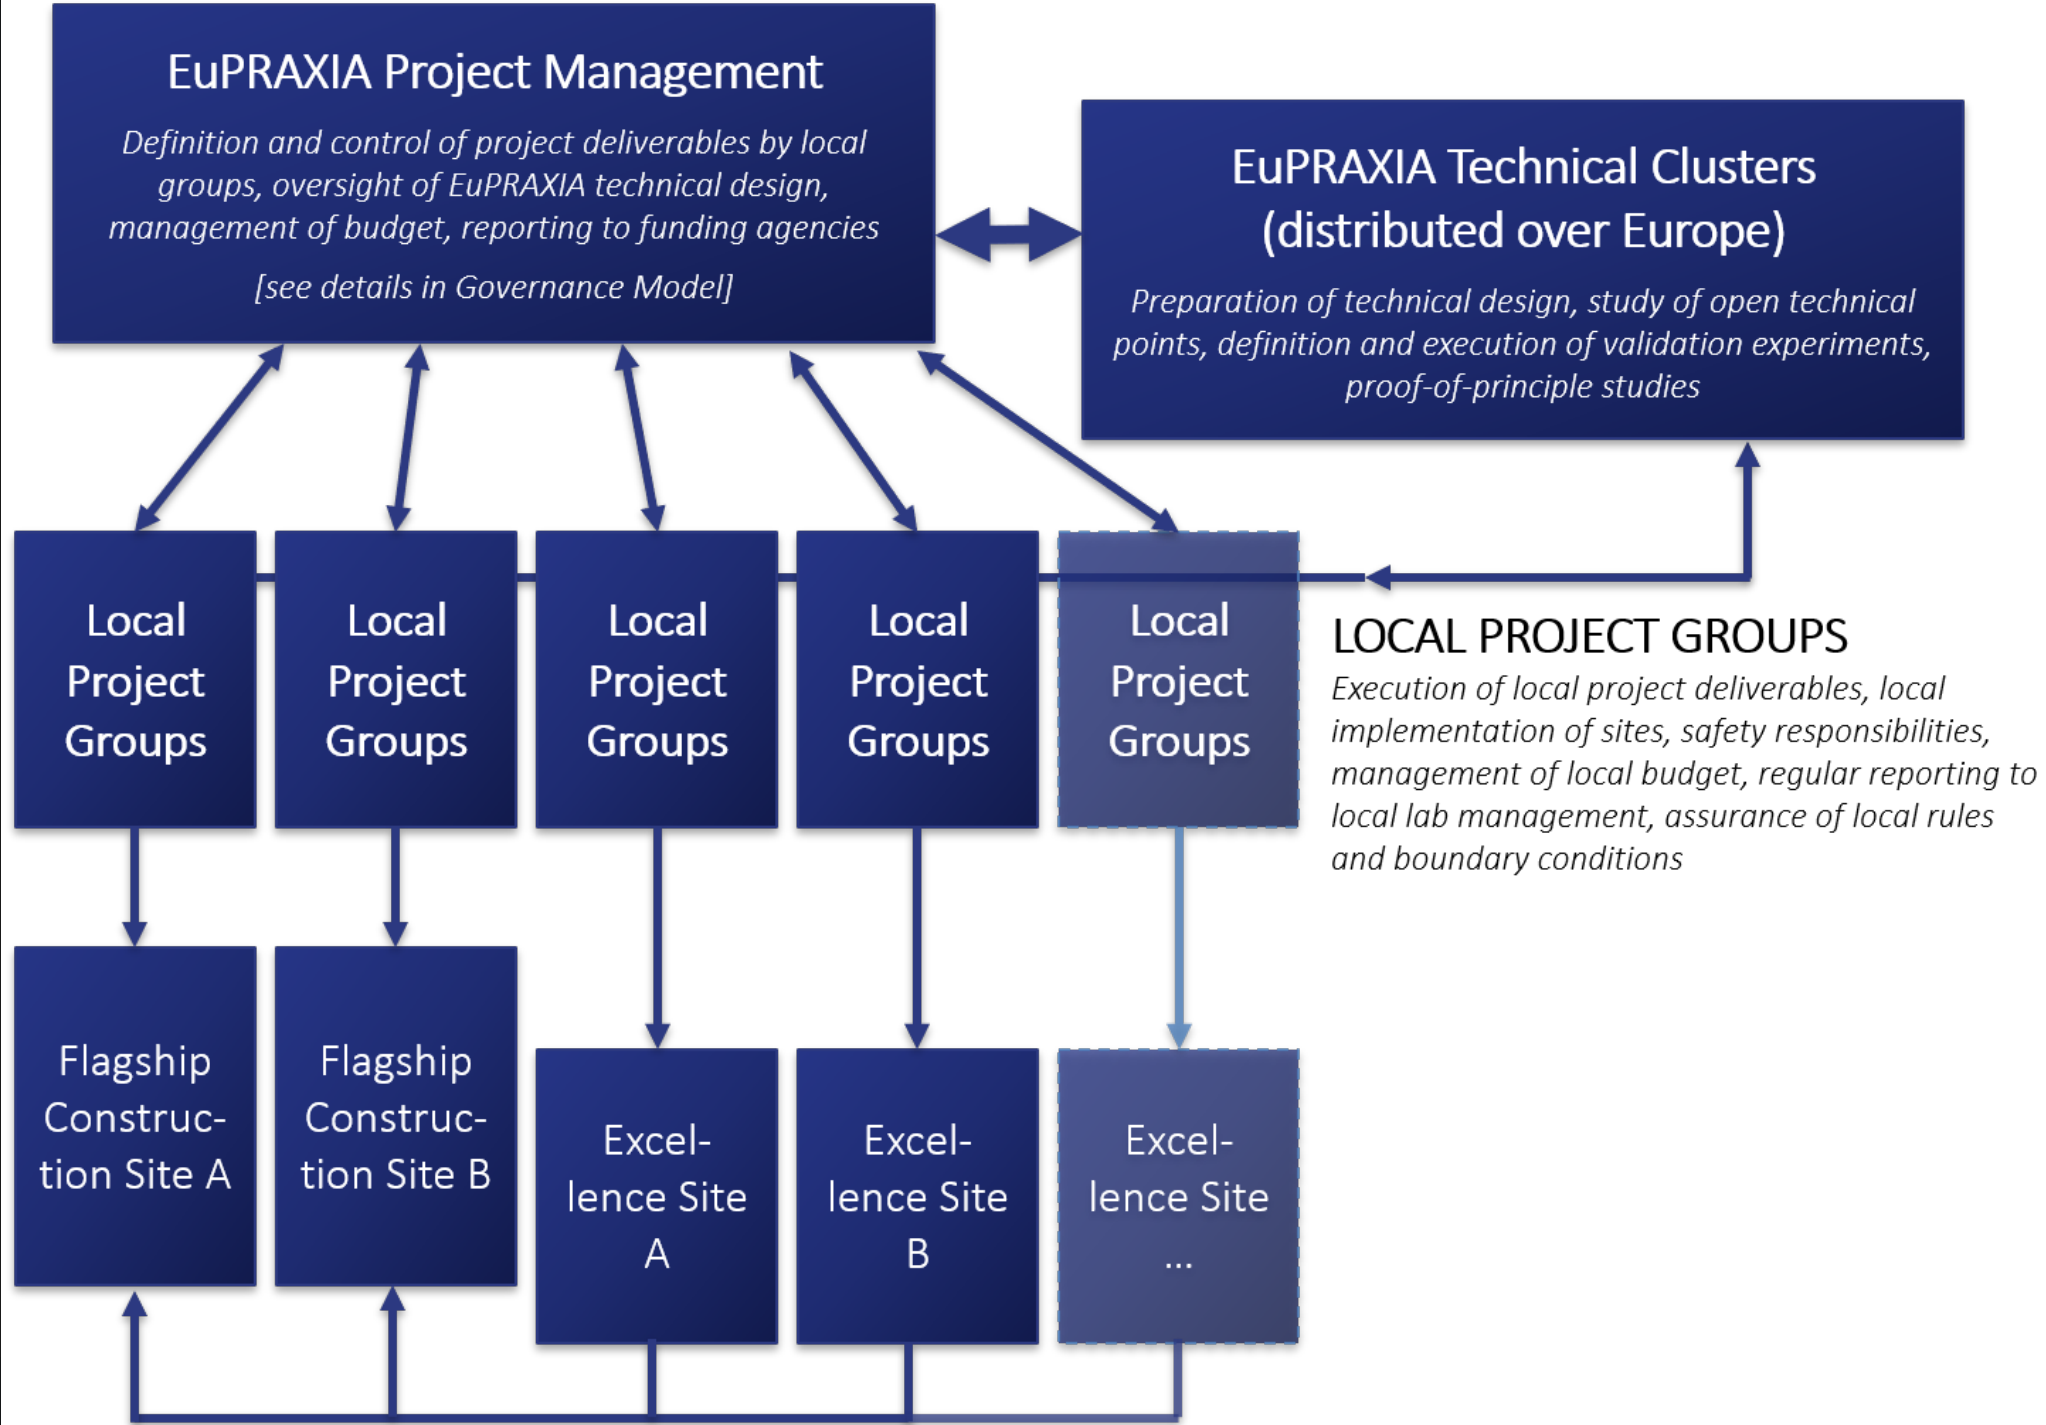 EuPRAXIA Project Management
Definition and control of project deliverables by local
groups, oversight of EuPRAXIA technical design,
management of budget, reporting to funding agencies
[see details in Governance Model]
EuPRAXIA Technical Clusters
(distributed over Europe)
Preparation of technical design, study of open technical
points, definition and execution of validation experiments,
proof-of-principle studies
Local
Project
Groups
Local
Project
Groups
Local
Project
Groups
Local
Project
Groups
Local
Project
Groups
LOCAL PROJECT GROUPS
Execution of local project deliverables, local
implementation of sites, safety responsibilities,
management of local budget, regular reporting to
local lab management, assurance of local rules
and boundary conditions
Flagship
Construc-
tion Site A
Flagship
Construc-
tion Site B
Excel-
lence Site
A
Excel-
lence Site
B
Excel-
lence Site
...